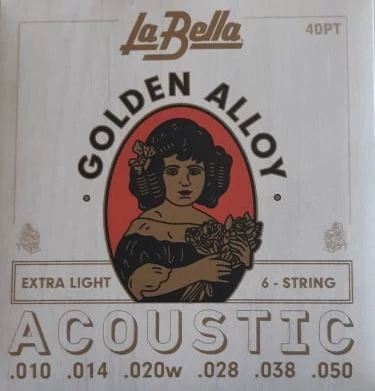 La Bella
40PT
GOLDEN ALLOY
EXTRA LIGHT
6 - STRING
ACOUSTIC
.010 .014 .020w .028 .038 .050